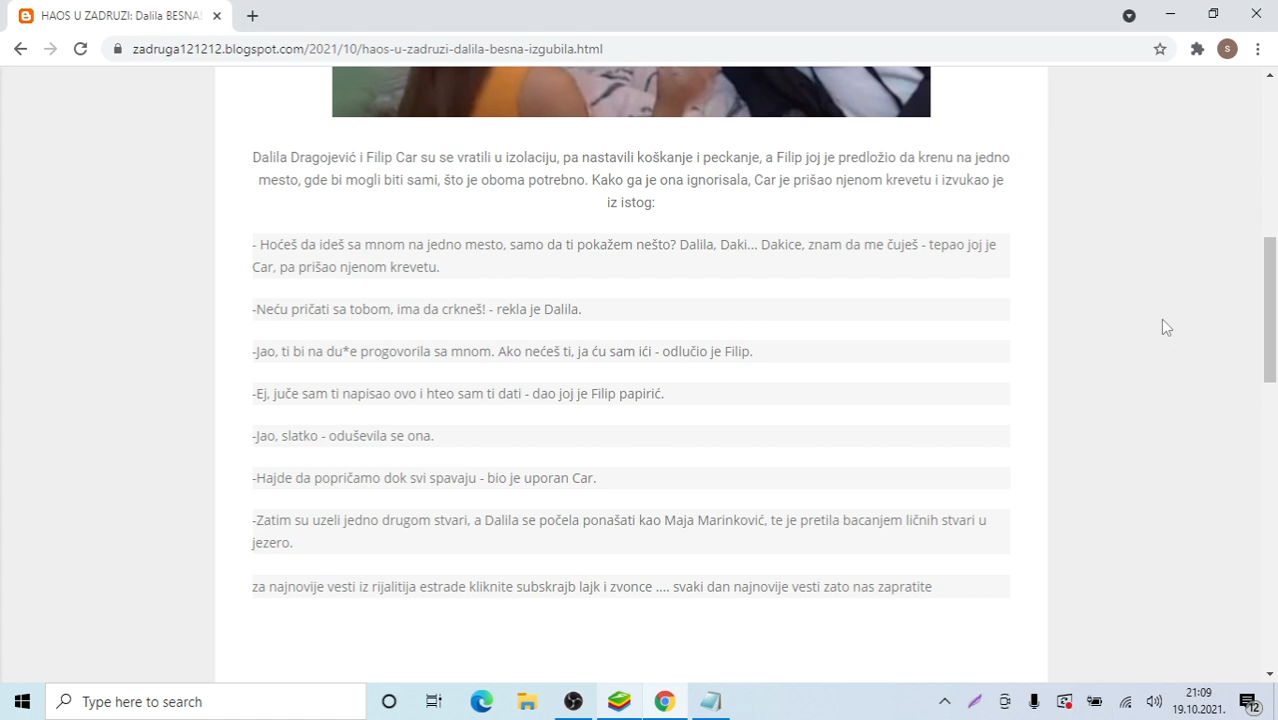 HAOS U ZADRUZI: Dalila BESNA
zadruga121212.blogspot.com/2021/10/haos-u-zadruzi-dalila-besna-izgubila.html
S
Dalila Dragojević i Filip Car su se vratili u izolaciju, pa nastavili koškanje i peckanje, a Filip joj je predložio da krenu na jedno
mesto, gde bi mogli biti sami, što je oboma potrebno. Kako ga je ona ignorisala, Car je prišao njenom krevetu i izvukao je
iz istog:
- Hoćeš da ideš sa mnom na jedno mesto, samo da ti pokažem nešto? Dalila, Daki... Dakice, znam da me čuješ - tepao joj je
Car, pa prišao njenom krevetu.
-Neću pričati sa tobom, ima da crkneš! - rekla je Dalila.
-Jao, ti bi na du*e progovorila sa mnom. Ako nećeš ti, ja ću sam ići - odlučio je Filip.
-Ej, juče sam ti napisao ovo i hteo sam ti dati - dao joj je Filip papirić.
-Jao, slatko - oduševila se ona.
-Hajde da popričamo dok svi spavaju - bio je uporan Car.
-Zatim su uzeli jedno drugom stvari, a Dalila se počela ponašati kao Maja Marinković, te je pretila bacanjem ličnih stvari u
jezero.
za najnovije vesti iz rijalitija estrade kliknite subskrajb lajk i zvonce .... svaki dan najnovije vesti zato nas zapratite
Type here to search
21:09
19.10.2021.
12